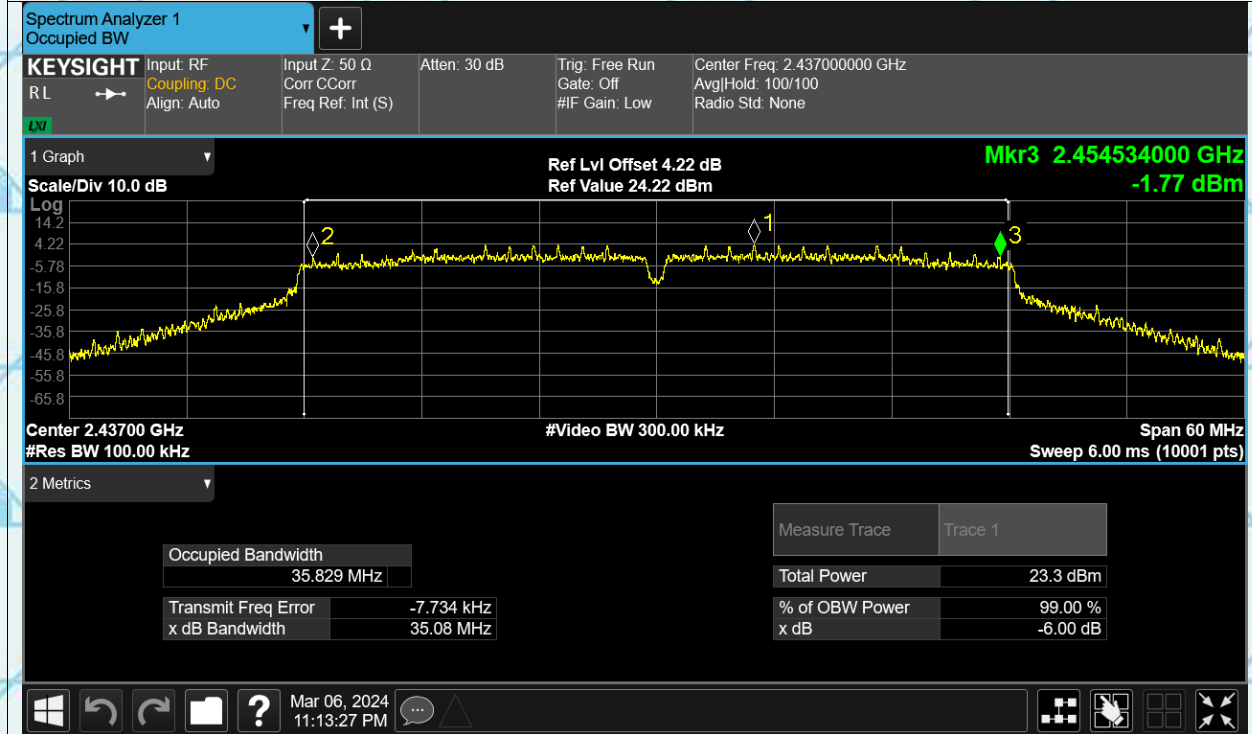 Spectrum Analyzer 1
Occupied BW
KEYSIGHT
RL
LXI
Input: RF
Coupling: DC
Align: Auto
Input Z: 50 Ω
Corr CCorr
Freq Ref: Int (S)
Atten: 30 dB
Trig: Free Run
Gate: Off
#IF Gain: Low
Center Freq: 2.437000000 GHz
Avg|Hold: 100/100
Radio Std: None
1 Graph
Scale/Div 10.0 dB
Ref Lvl Offset 4.22 dB
Ref Value 24.22 dBm
Mkr3 2.454534000 GHz
-1.77 dBm
Log
14.2
4.22
-5.78
-15.8
-25.8
-35.8
-45.8
-55.8
-65.8
2
1
3
Center 2.43700 GHz
#Video BW 300.00 kHz
Span 60 MHz
#Res BW 100.00 kHz
Sweep 6.00 ms (10001 pts)
2 Metrics
Measure Trace Trace 1
Occupied Bandwidth
35.829 MHz
Total Power 23.3 dBm
Transmit Freq Error -7.734 kHz
% of OBW Power 99.00 %
x dB Bandwidth 35.08 MHz
x dB -6.00 dB
?
Mar 06, 2024
11:13:27 PM